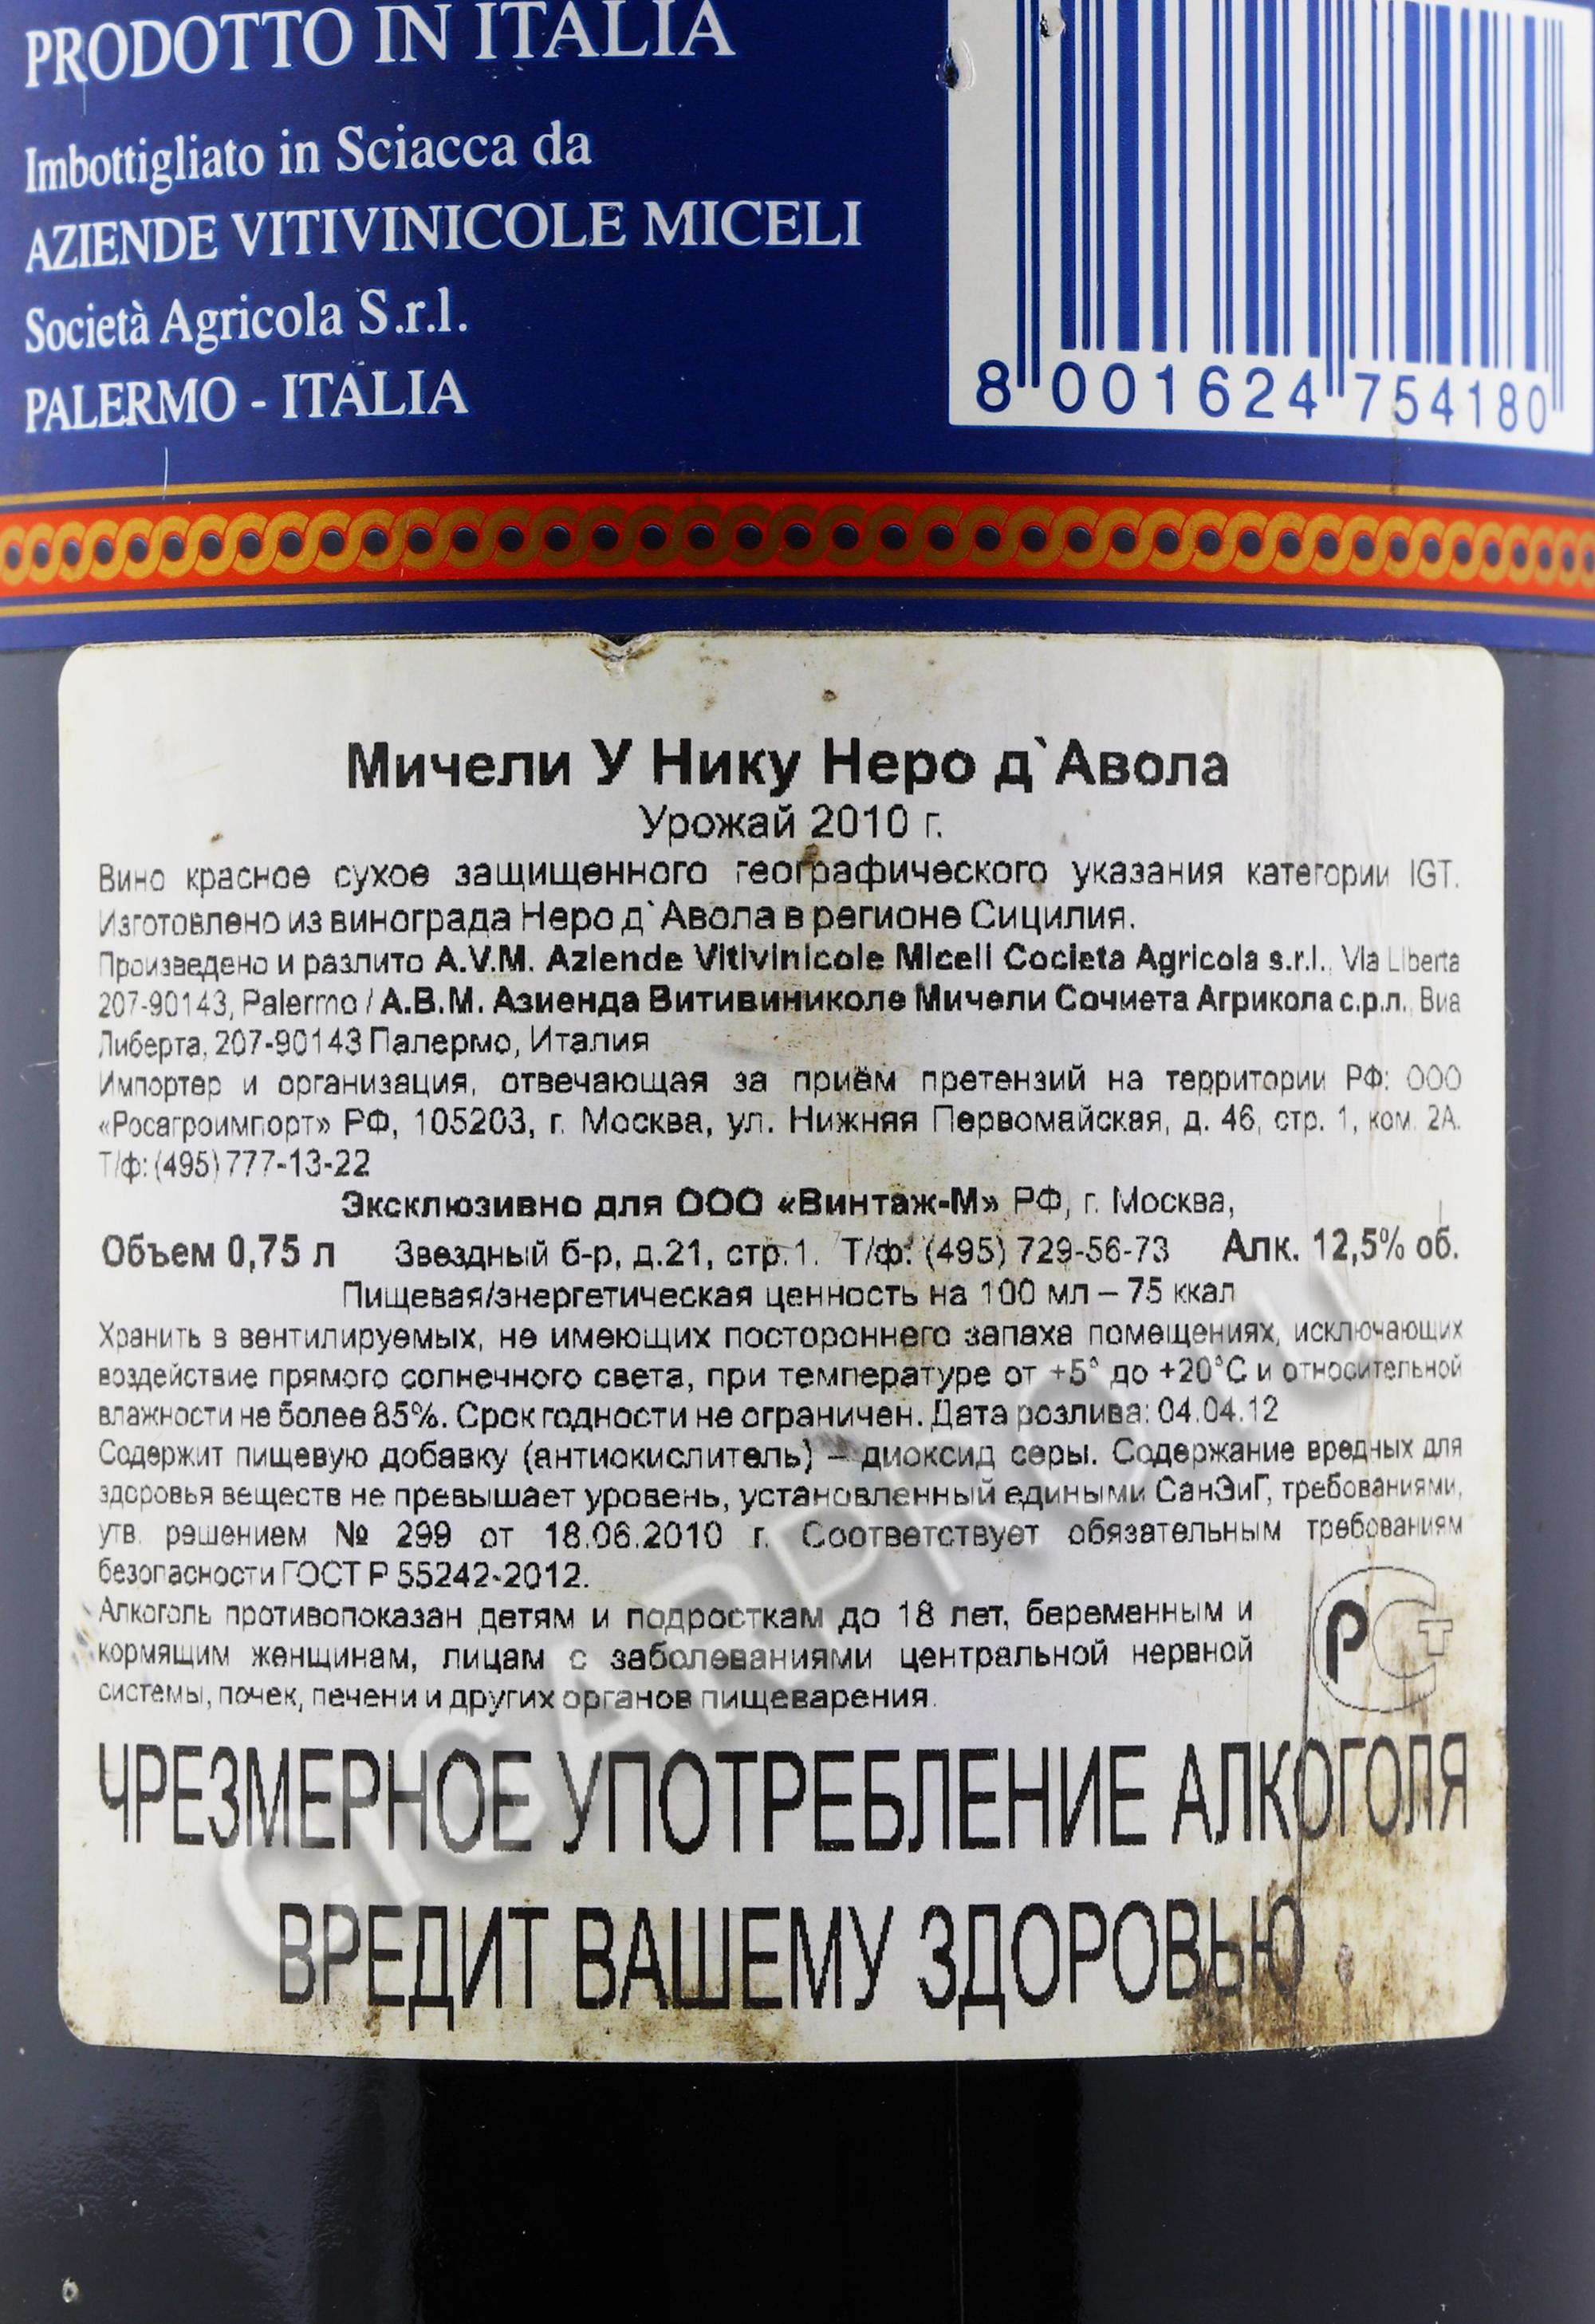 PRODOTTO IN ITALIA
Imbottigliato in Sciacca da
AZIENDE VITIVINICOLE MICELI
Società Agricola S.r.l.
PALERMO - ITALIA
8 001624 754180
Мичели У Нику Неро д`Авола
Урожай 2010 г.
Вино красное сухое защищенного географического указания категории IGT.
Изготовлено из винограда Неро д`Авола в регионе Сицилия.
Произведено и разлито A.V.M. Aziende Vitivinicole Miceli Cocieta Agricola s.r.l., Via Liberta
207-90143, Palermo / А.В.М. Азиенда Витивиниколе Мичели Сочиета Агрикола с.р.л. Виа
Либерта, 207-90143 Палермо, Италия
Импортер и организация, отвечающая за приём претензий на территории РФ: ООО
«Росагроимпорт» РФ, 105203, г. Москва, ул. Нижняя Первомайская, д. 46, стр. 1, ком. 2А.
Т/ф: (495) 777-13-22
Эксклюзивно для ООО «Винтаж-М» РФ, г. Москва,
Объем 0,75 л Звездный б-р, д.21, стр.1. Т/ф: (495) 729-56-73 Алк. 12,5% об.
Пищевая/энергетическая ценность на 100 мл – 75 ккал
Хранить в вентилируемых, не имеющих постороннего запаха помещениях, исключающих
воздействие прямого солнечного света, при температуре от +5° до +20°С и относительной
влажности не более 85%. Срок годности не ограничен. Дата розлива: 04.04.12
Содержит пищевую добавку (антиокислитель) – диоксид серы. Содержание вредных для
здоровья веществ не превышает уровень, установленный едиными СанЭиГ, требованиями,
утв. решением № 299 от 18.06.2010 г. Соответствует обязательным требованиям
безопасности ГОСТ Р 55242-2012.
Алкоголь противопоказан детям и подросткам до 18 лет, беременным и
кормящим женщинам, лицам с заболеваниями центральной нервной
системы, почек, печени и других органов пищеварения.
РСТ
ЧРЕЗМЕРНОЕ УПОТРЕБЛЕНИЕ АЛКОГОЛЯ
ВРЕДИТ ВАШЕМУ ЗДОРОВЬЮ
CIGARPRO.RU